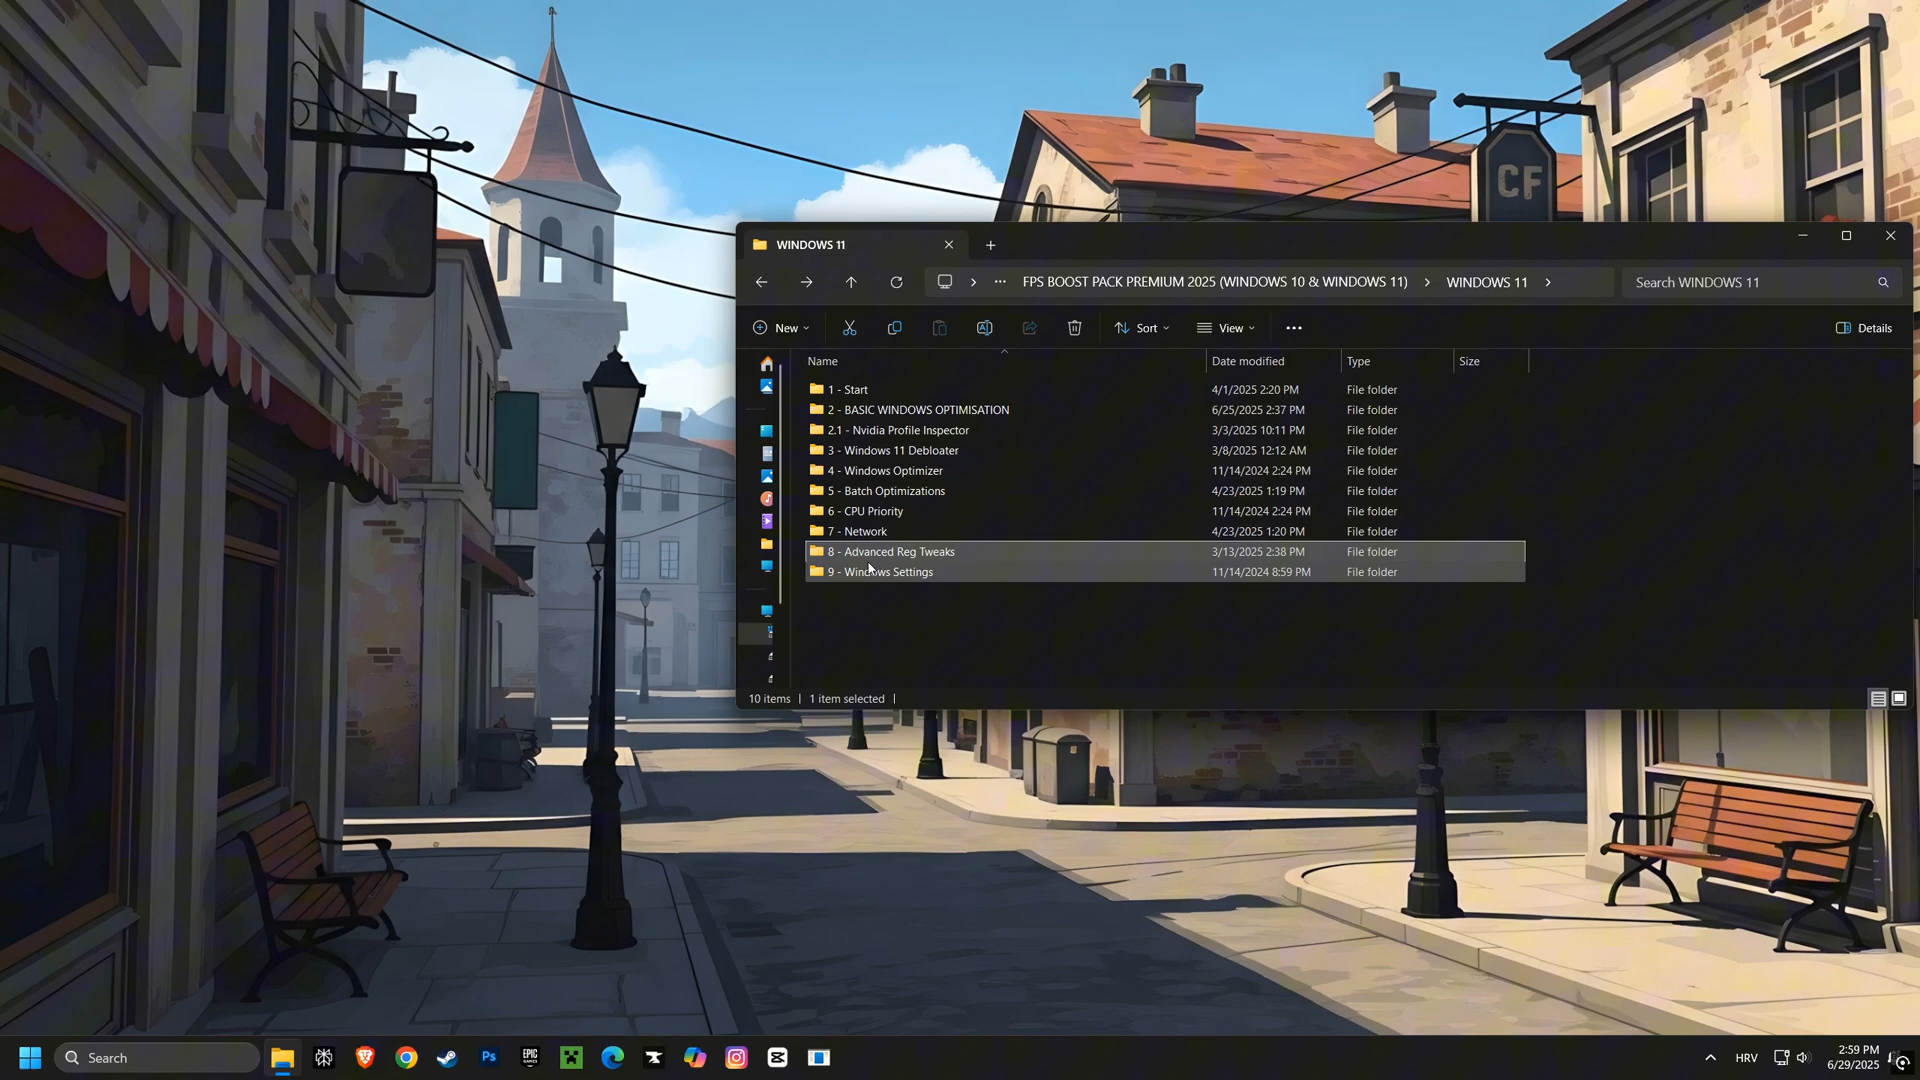 CF
WINDOWS 11
FPS BOOST PACK PREMIUM 2025 (WINDOWS 10 & WINDOWS 11)
WINDOWS 11
Search WINDOWS 11
New
Sort
View
Details
Name
Date modified
Type
Size
1 - Start 4/1/2025 2:20 PM File folder
2 - BASIC WINDOWS OPTIMISATION 6/25/2025 2:37 PM File folder
2.1 - Nvidia Profile Inspector 3/3/2025 10:11 PM File folder
3 - Windows 11 Debloater 3/8/2025 12:12 AM File folder
4 - Windows Optimizer 11/14/2024 2:24 PM File folder
5 - Batch Optimizations 4/23/2025 1:19 PM File folder
6 - CPU Priority 11/14/2024 2:24 PM File folder
7 - Network 4/23/2025 1:20 PM File folder
8 - Advanced Reg Tweaks 3/13/2025 2:38 PM File folder
9 - Windows Settings 11/14/2024 8:59 PM File folder
10 items
1 item selected
Search
Ps
EPIC
GAMES
HRV
2:59 PM
6/29/2025